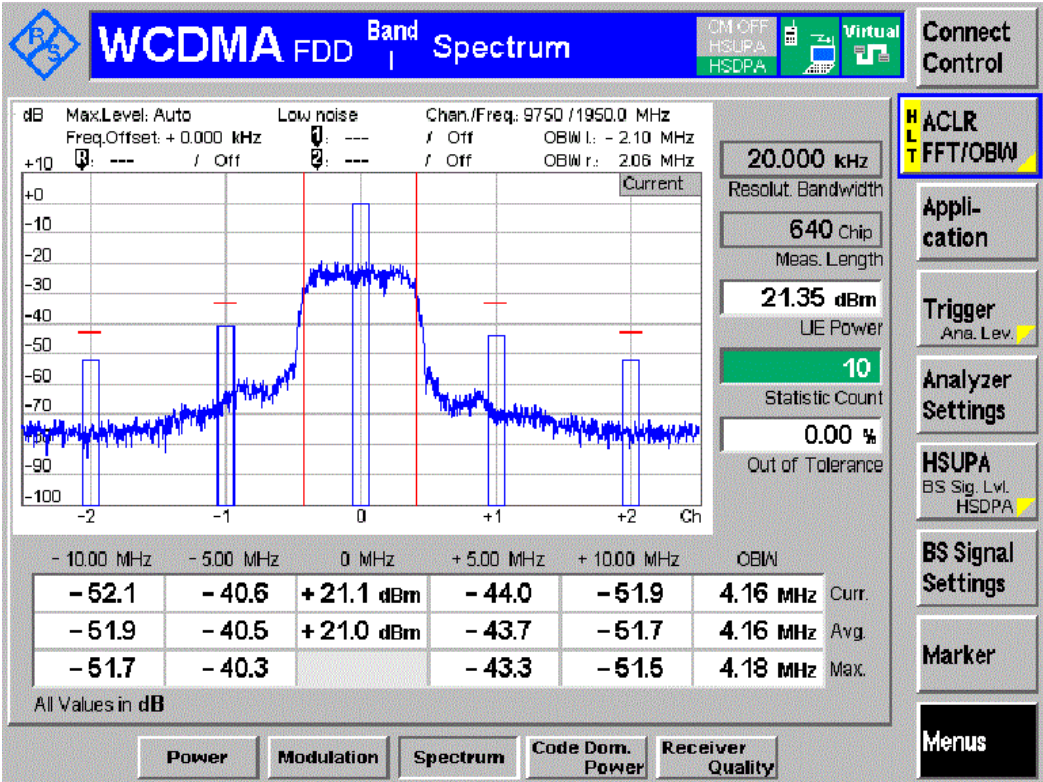 R&S
WCDMA FDD Band I Spectrum
CM OFF
HSUPA
HSDPA
Virtual
Connect Control
dB Max.Level: Auto Low noise Chan./Freq.: 9750 / 1950.0 MHz
Freq.Offset: + 0.000 kHz 1: --- / Off OBW l.: - 2.10 MHz
R: --- / Off 2: --- / Off OBW r.: 2.06 MHz
+10
Current
+0
-10
-20
-30
-40
-50
-60
-70
-80
-90
-100
-2 -1 0 +1 +2 Ch
20.000 kHz
Resolut. Bandwidth
640 Chip
Meas. Length
21.35 dBm
UE Power
10
Statistic Count
0.00 %
Out of Tolerance
- 10.00 MHz - 5.00 MHz 0 MHz + 5.00 MHz + 10.00 MHz OBW
- 52.1 - 40.6 + 21.1 dBm - 44.0 - 51.9 4.16 MHz Curr.
- 51.9 - 40.5 + 21.0 dBm - 43.7 - 51.7 4.16 MHz Avg.
- 51.7 - 40.3 - 43.3 - 51.5 4.18 MHz Max.
All Values in dB
H
L
T
ACLR
FFT/OBW
Appli-
cation
Trigger
Ana. Lev.
Analyzer
Settings
HSUPA
BS Sig. Lvl.
HSDPA
BS Signal
Settings
Marker
Menus
Power
Modulation
Spectrum
Code Dom.
Power
Receiver
Quality